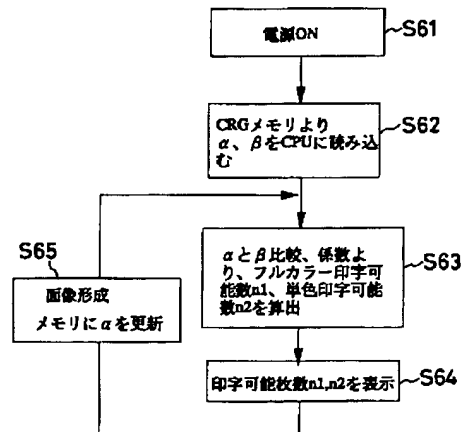 電源ON
S61
CRGメモリより
α、βをCPUに読み込
む
S62
αとβ比較、係数よ
り、フルカラー印字可
能数n1、単色印字可能
数n2を算出
S63
S65
画像形成
メモリにαを更新
印字可能枚数n1,n2を表示
S64